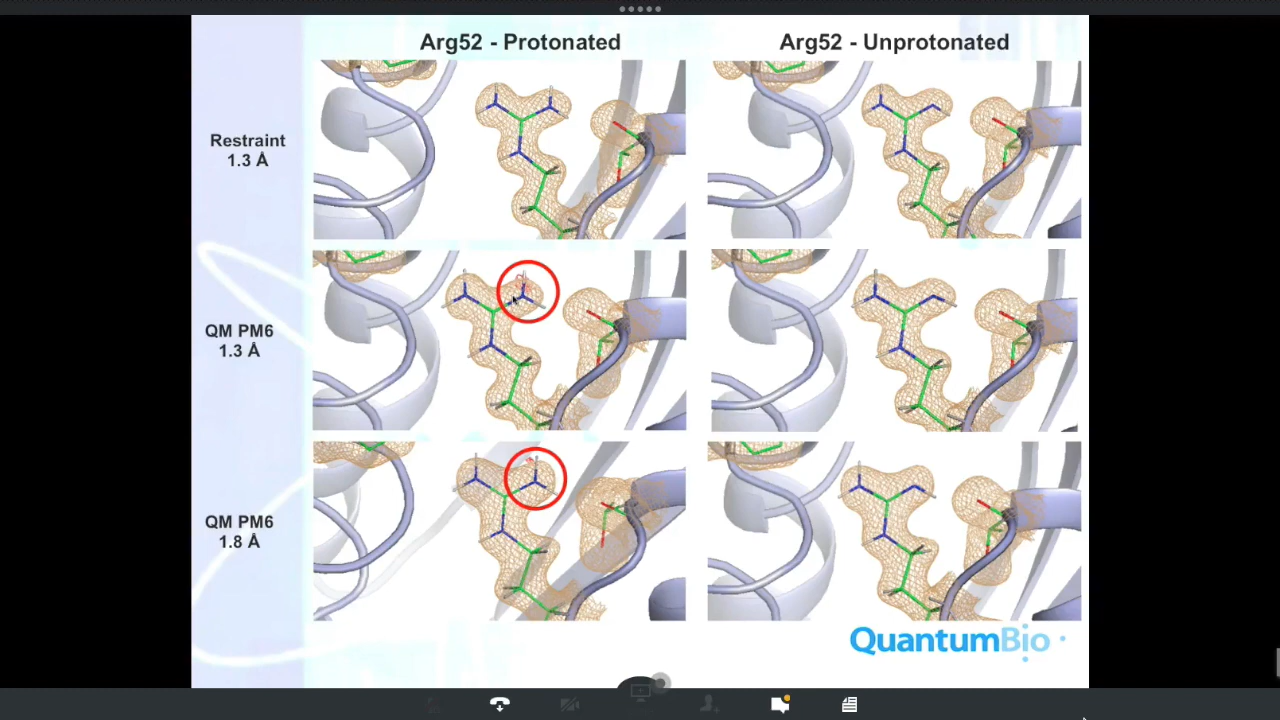 Arg52 - Protonated
Arg52 - Unprotonated
Restraint
1.3 Å
QM PM6
1.3 Å
QM PM6
1.8 Å
QuantumBio